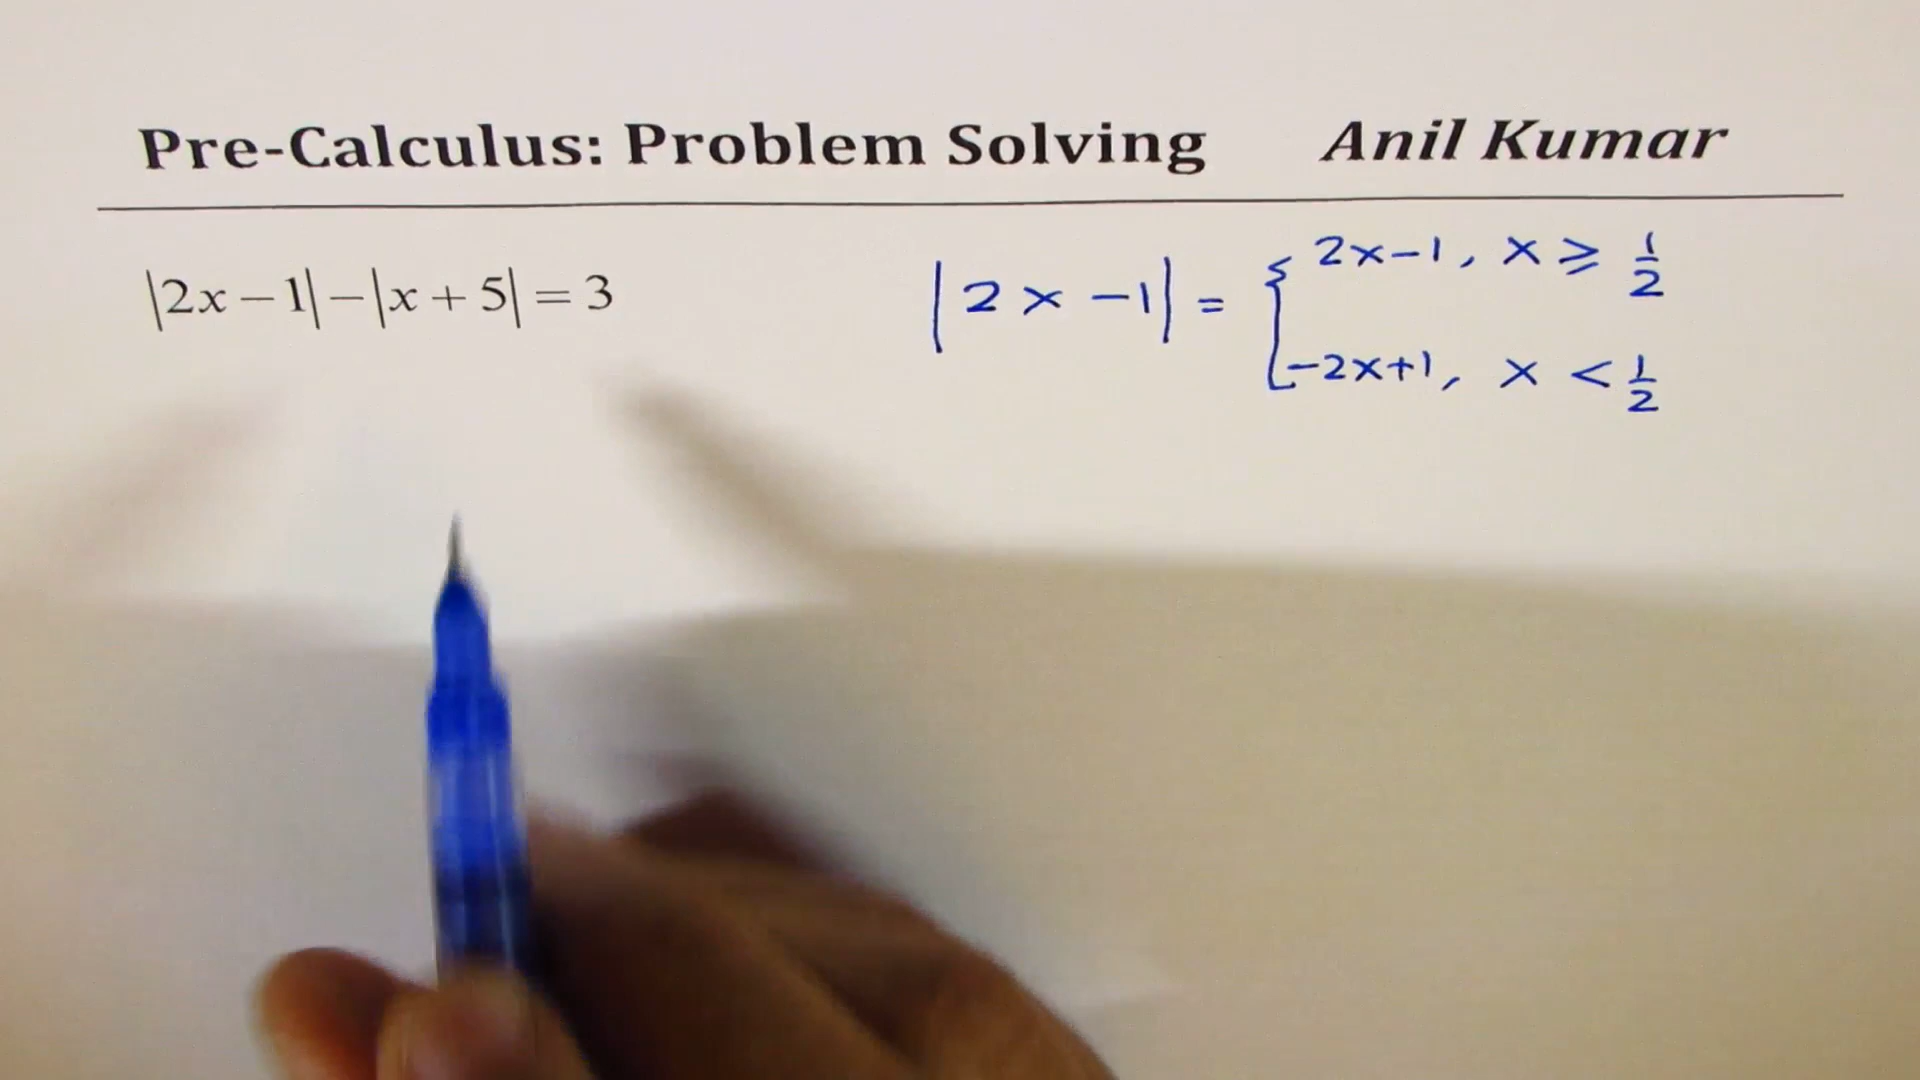 Pre-Calculus: Problem Solving Anil Kumar
|2x − 1| − |x + 5| = 3
|2x − 1| = { 2x − 1, x ≥ 1/2
−2x + 1, x < 1/2